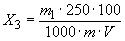 X₃ = (m₁ · 250 · 100) / (1000 · m · V)